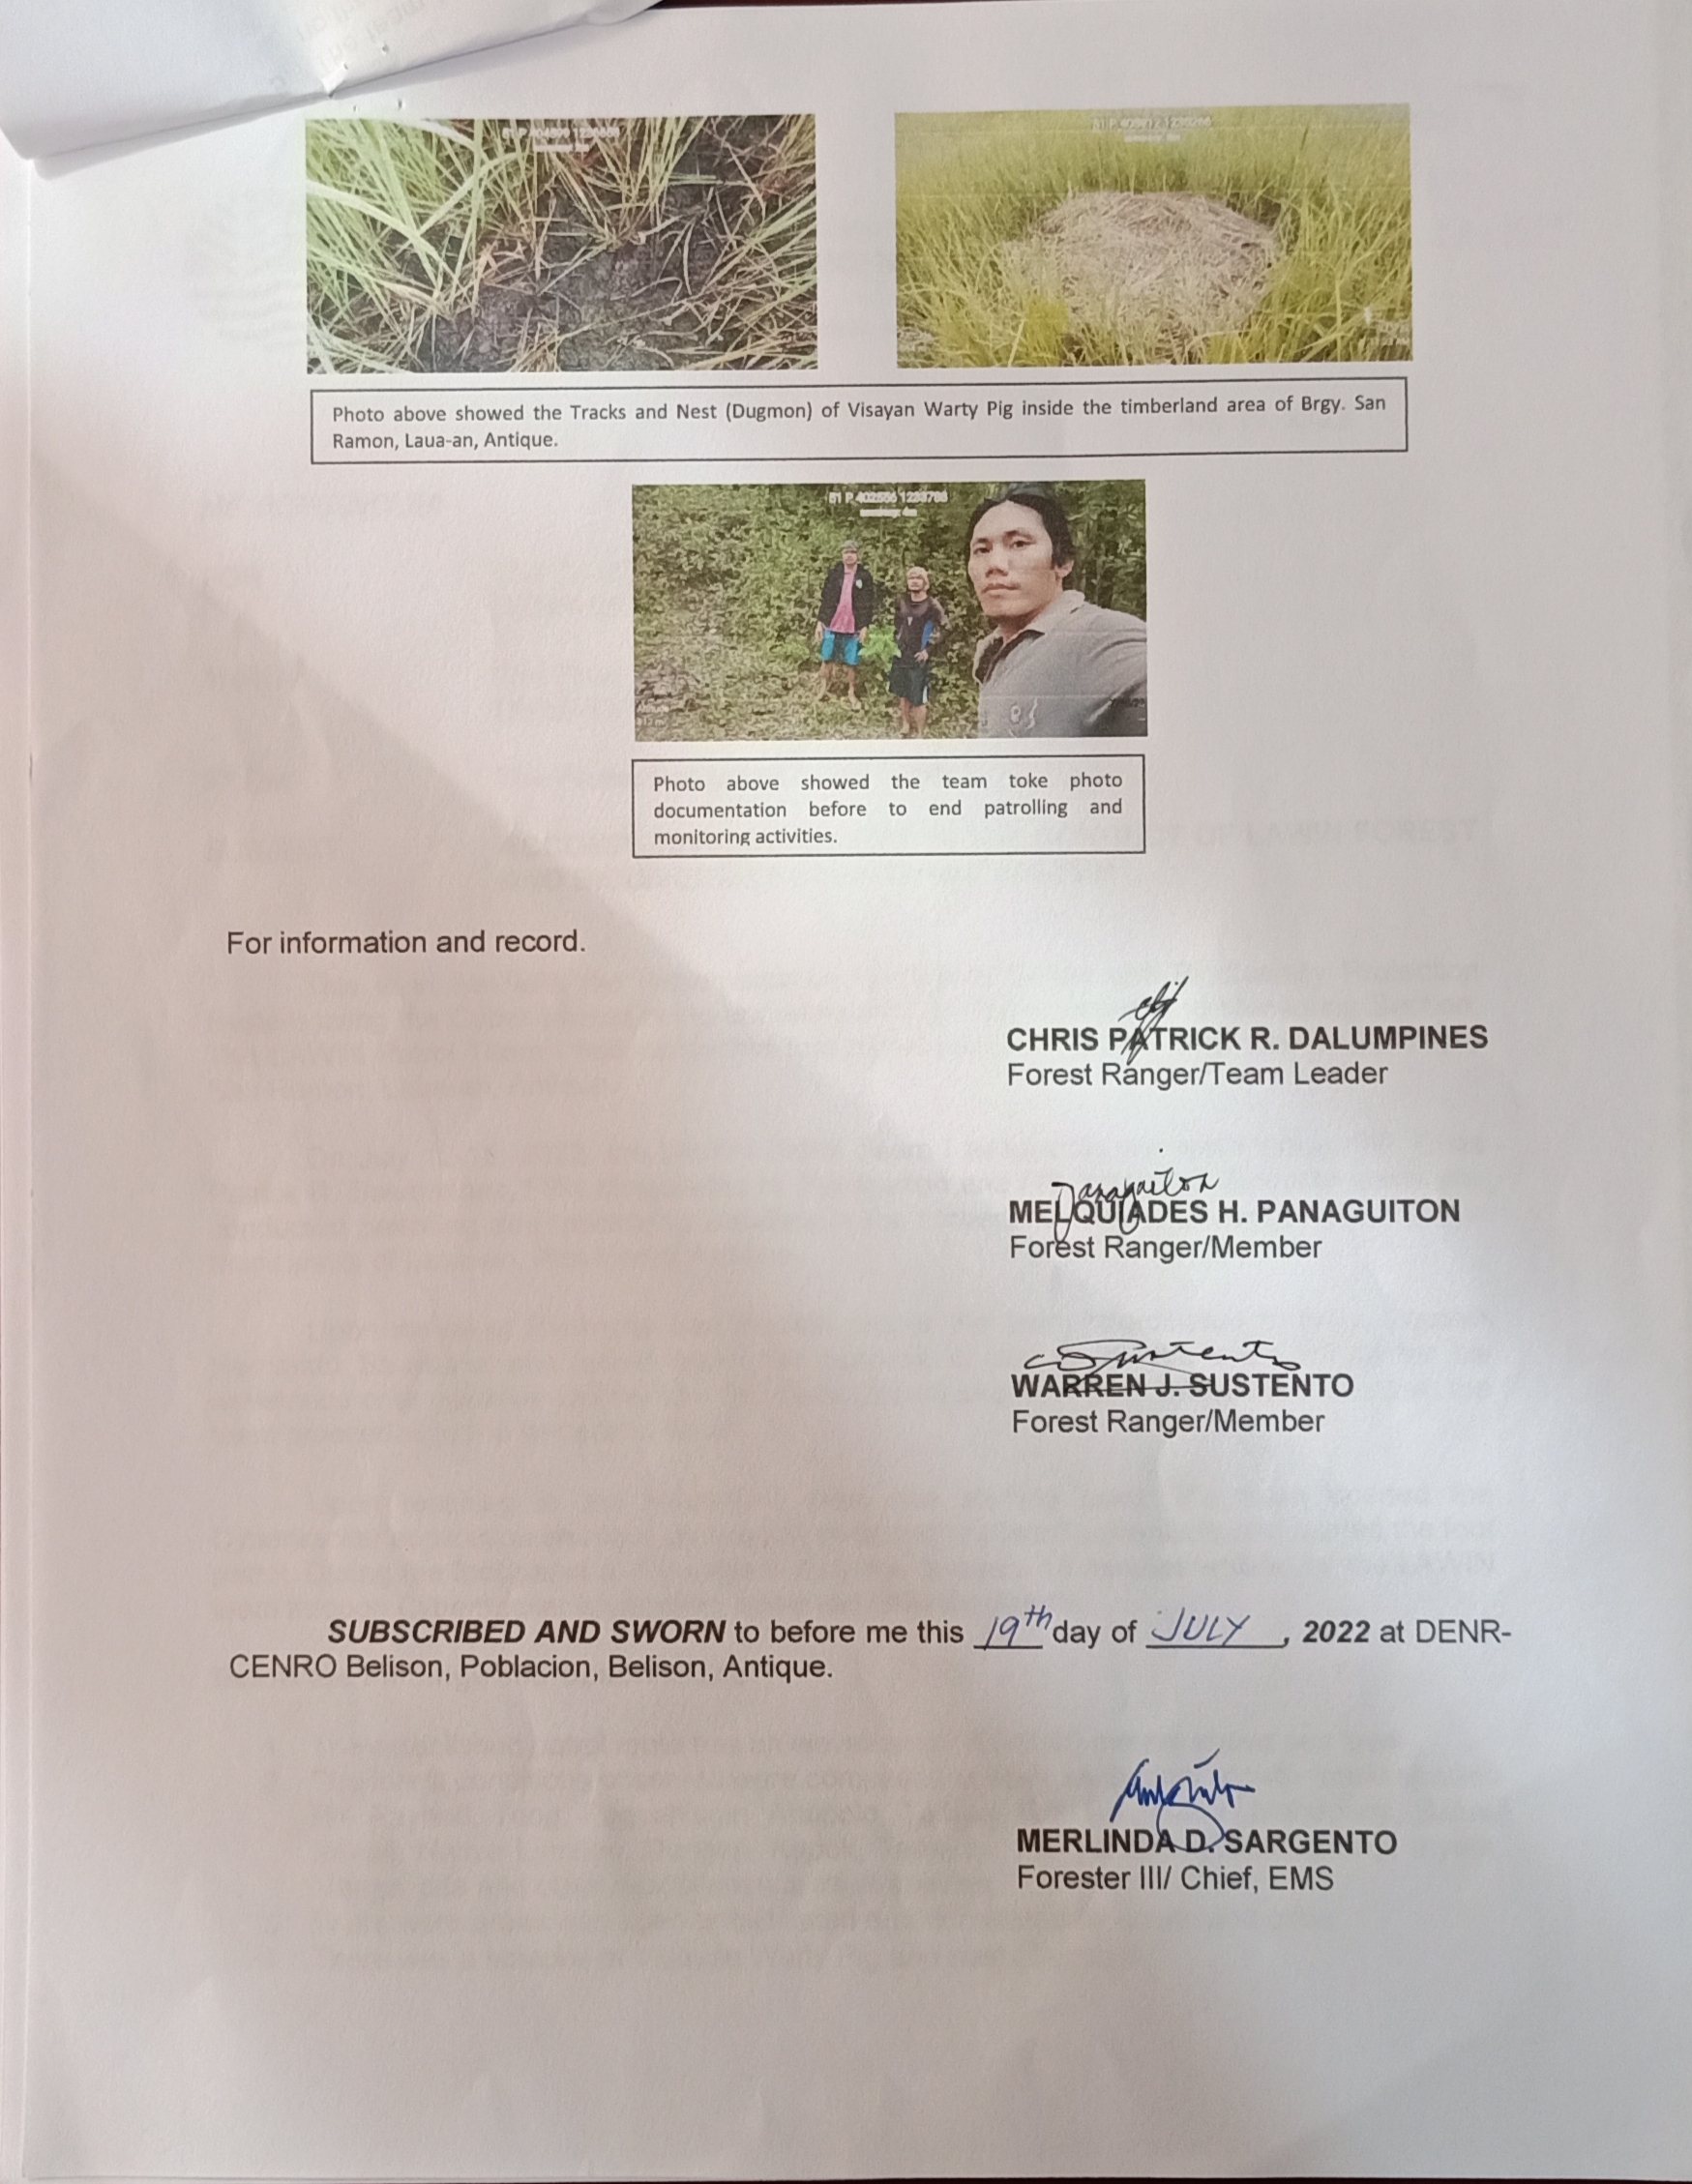 Photo above showed the Tracks and Nest (Dugmon) of Visayan Warty Pig inside the timberland area of Brgy. San
Ramon, Laua-an, Antique.
Photo above showed the team toke photo
documentation before to end patrolling and
monitoring activities.
For information and record.
CHRIS PATRICK R. DALUMPINES
Forest Ranger/Team Leader
Panaguiton
MELQUIADES H. PANAGUITON
Forest Ranger/Member
Sustento
WARREN J. SUSTENTO
Forest Ranger/Member
SUBSCRIBED AND SWORN to before me this 19th day of JULY, 2022 at DENR-
CENRO Belison, Poblacion, Belison, Antique.
MERLINDA D. SARGENTO
Forester III/ Chief, EMS